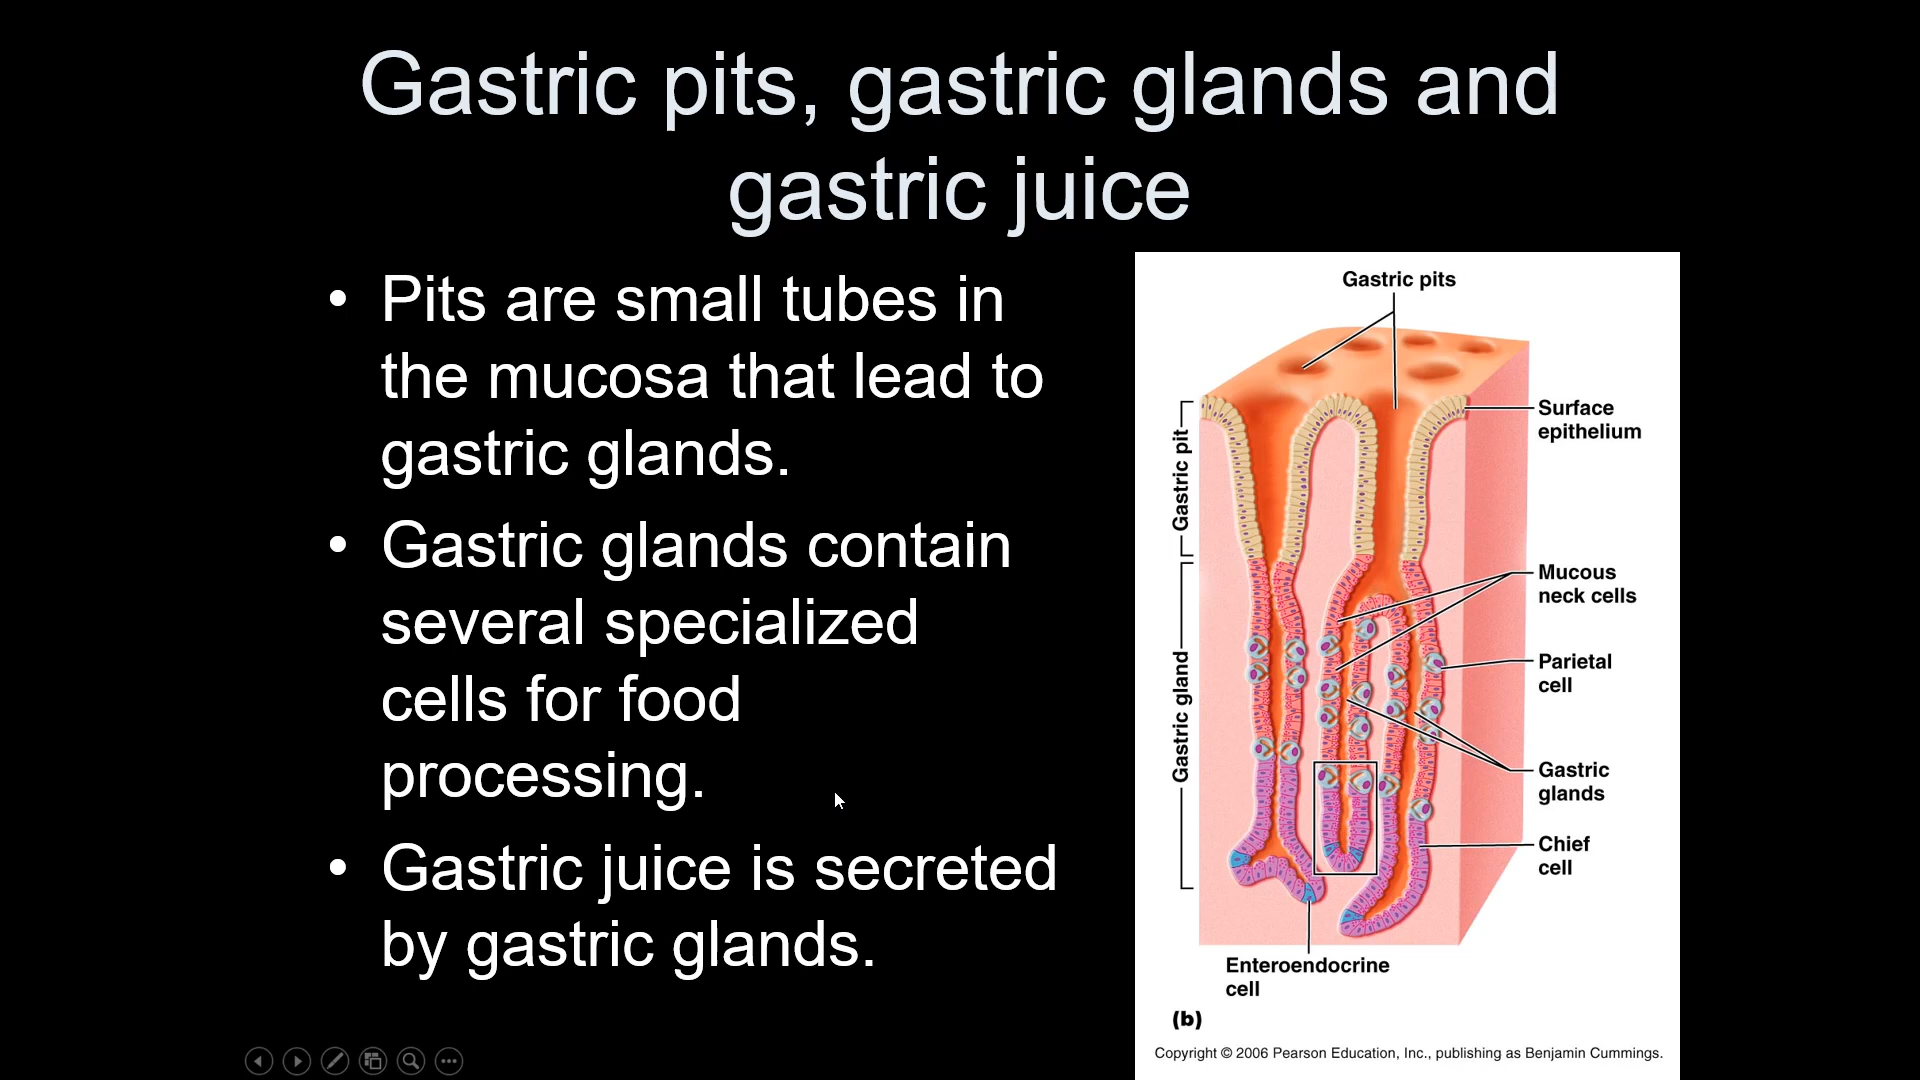 Gastric pits, gastric glands and
gastric juice
• Pits are small tubes in
the mucosa that lead to
gastric glands.
• Gastric glands contain
several specialized
cells for food
processing.
• Gastric juice is secreted
by gastric glands.
Gastric pits
Surface
epithelium
Gastric pit
Mucous
neck cells
Parietal
cell
Gastric gland
Gastric
glands
Chief
cell
Enteroendocrine
cell
(b)
Copyright © 2006 Pearson Education, Inc., publishing as Benjamin Cummings.